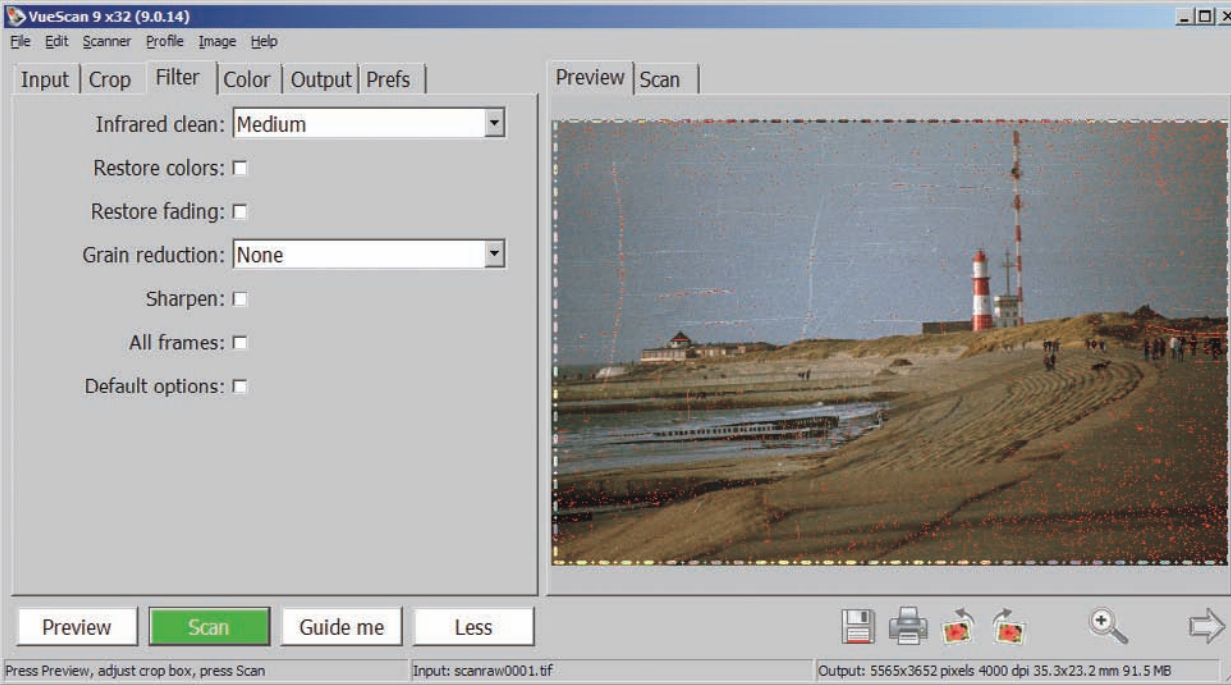 VueScan 9 x32 (9.0.14)
File Edit Scanner Profile Image Help
Input Crop Filter Color Output Prefs
Preview Scan
Infrared clean: Medium
Restore colors:
Restore fading:
Grain reduction: None
Sharpen:
All frames:
Default options:
Preview Scan Guide me Less
Press Preview, adjust crop box, press Scan
Input: scanraw0001.tif
Output: 5565x3652 pixels 4000 dpi 35.3x23.2 mm 91.5 MB